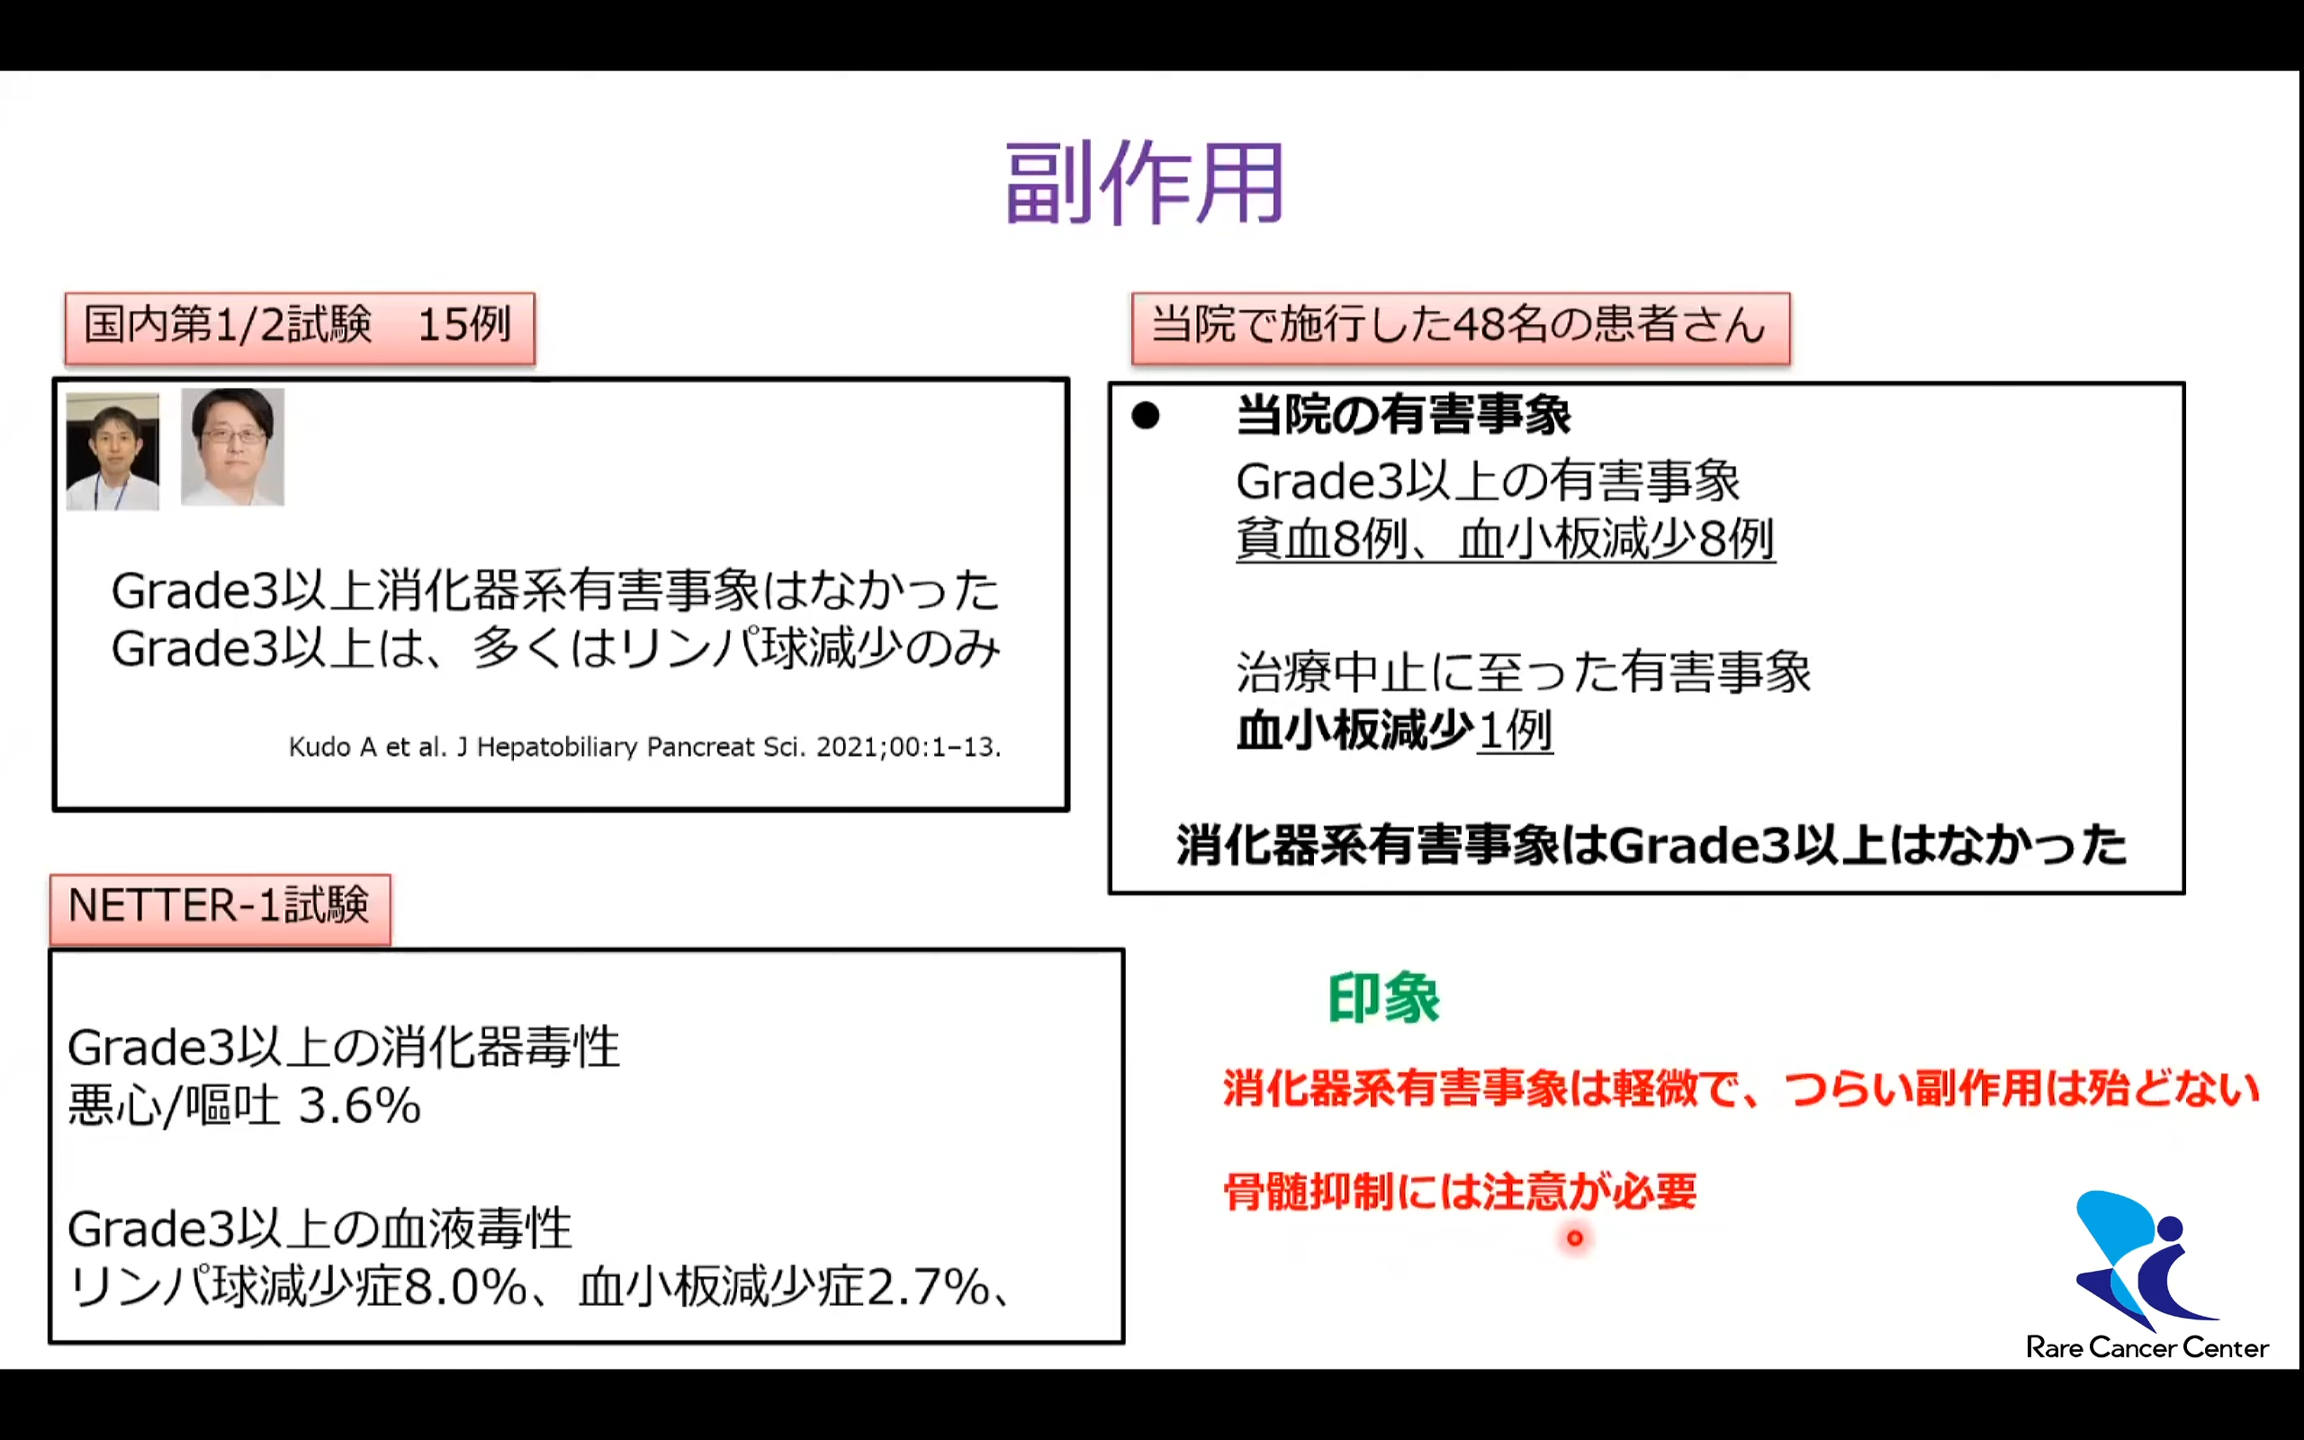 副作用
国内第1/2試験　15例
Grade3以上消化器系有害事象はなかった
Grade3以上は、多くはリンパ球減少のみ
Kudo A et al. J Hepatobiliary Pancreat Sci. 2021;00:1–13.
NETTER-1試験
Grade3以上の消化器毒性
悪心/嘔吐 3.6%
Grade3以上の血液毒性
リンパ球減少症8.0%、血小板減少症2.7%、
当院で施行した48名の患者さん
● 当院の有害事象
Grade3以上の有害事象
貧血8例、血小板減少8例
治療中止に至った有害事象
血小板減少1例
消化器系有害事象はGrade3以上はなかった
印象
消化器系有害事象は軽微で、つらい副作用は殆どない
骨髄抑制には注意が必要
Rare Cancer Center